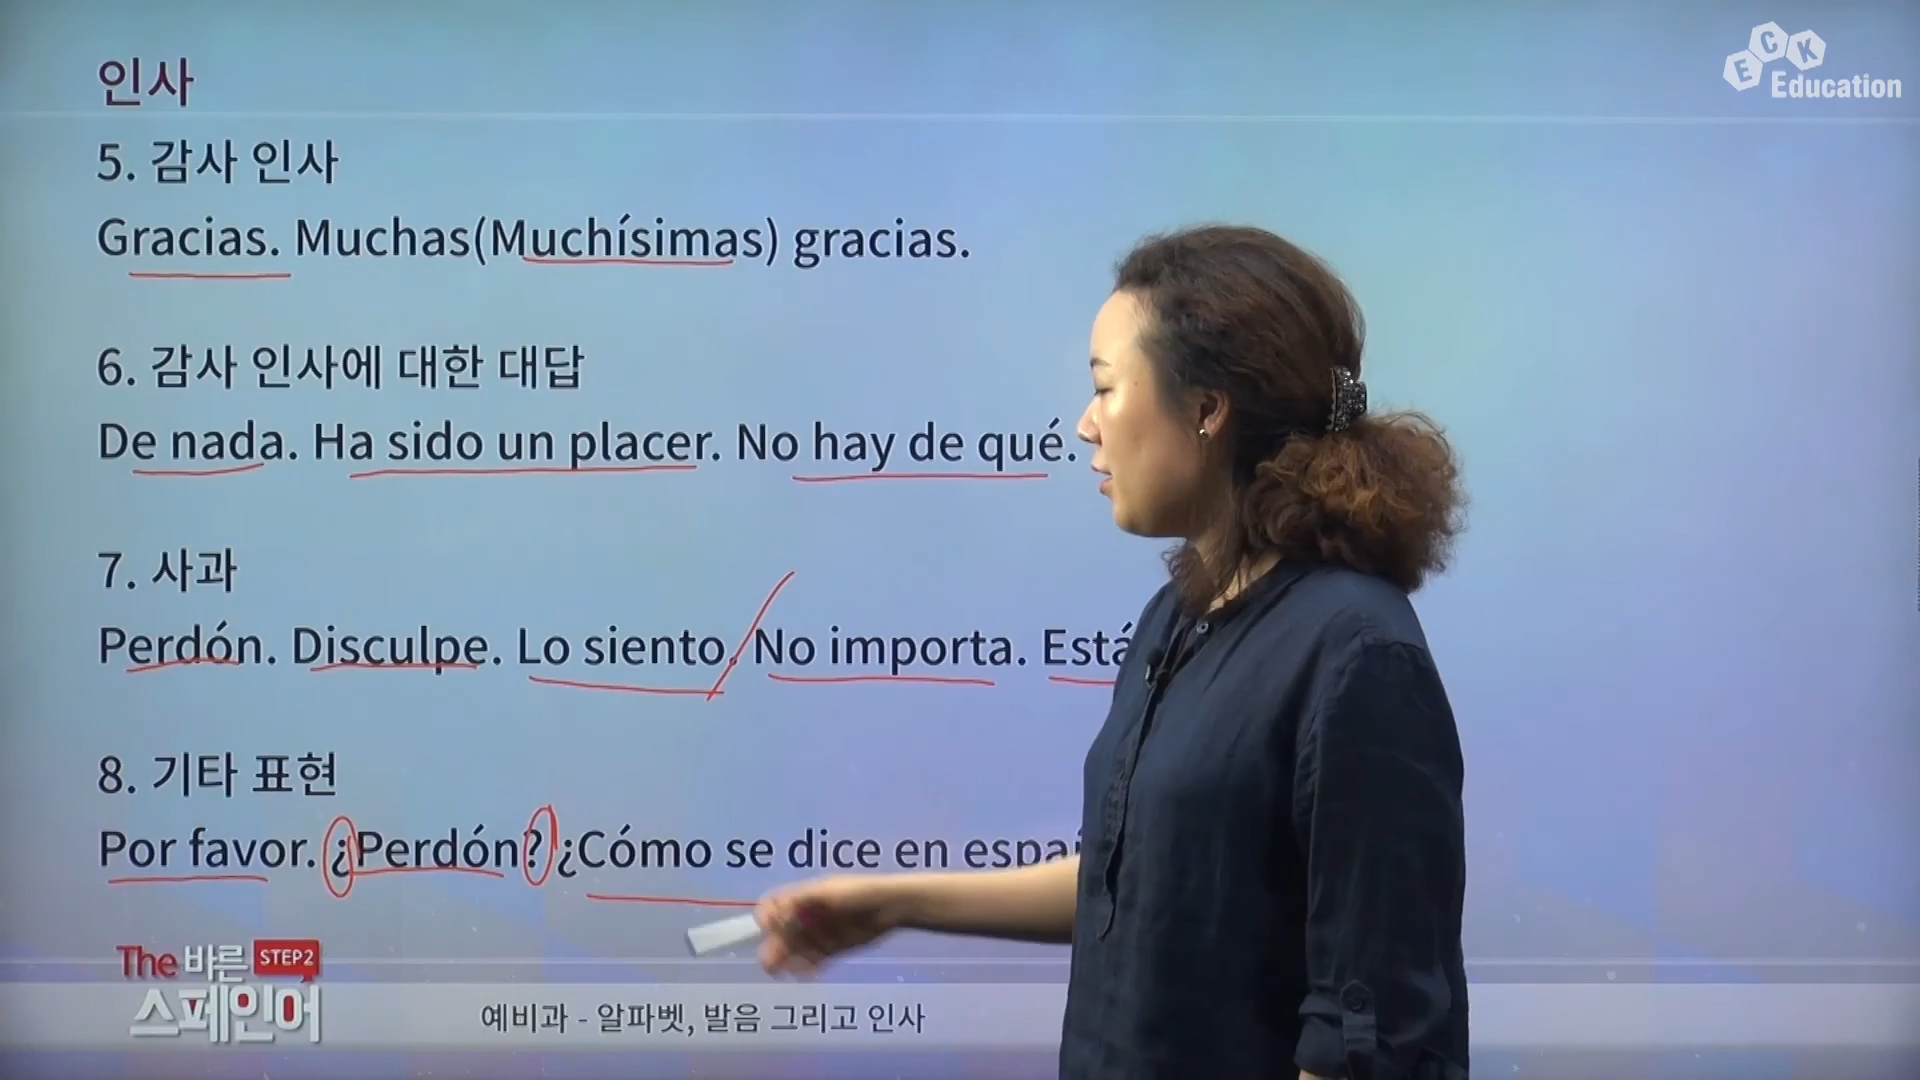 ECK
Education
인사
5. 감사 인사
Gracias. Muchas(Muchísimas) gracias.
6. 감사 인사에 대한 대답
De nada. Ha sido un placer. No hay de qué.
7. 사과
Perdón. Disculpe. Lo siento. No importa. Está
8. 기타 표현
Por favor. ¿Perdón? ¿Cómo se dice en
The 바른 STEP2
스페인어
예비과 - 알파벳, 발음 그리고 인사